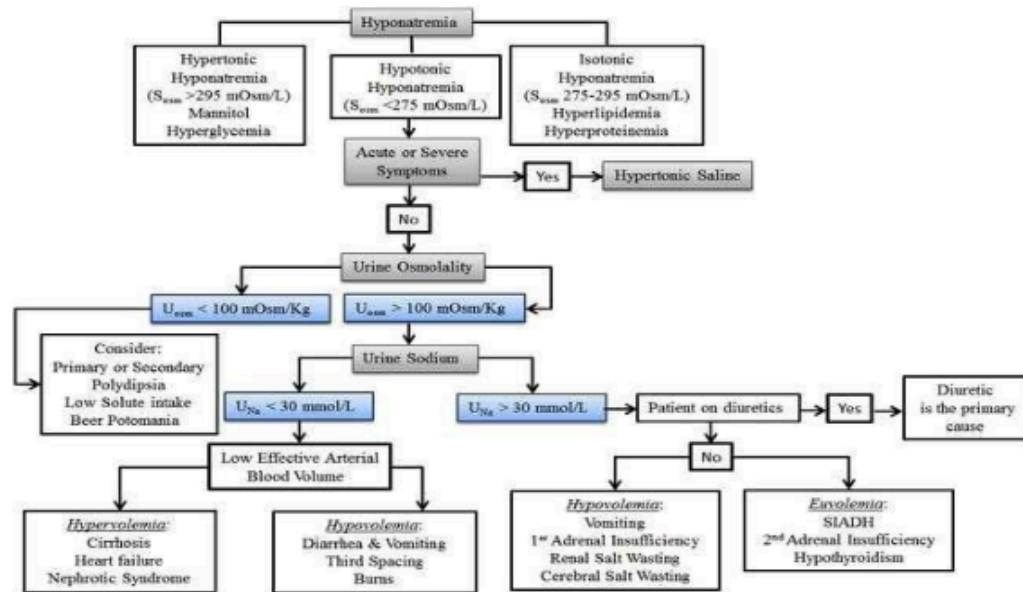 Hyponatremia
Hypertonic
Hyponatremia
(Sosm >295 mOsm/L)
Mannitol
Hyperglycemia
Hypotonic
Hyponatremia
(Sosm <275 mOsm/L)
Isotonic
Hyponatremia
(Sosm 275-295 mOsm/L)
Hyperlipidemia
Hyperproteinemia
Acute or Severe
Symptoms
Yes
Hypertonic Saline
No
Urine Osmolality
Uosm < 100 mOsm/Kg
Uosm > 100 mOsm/Kg
Consider:
Primary or Secondary
Polydipsia
Low Solute intake
Beer Potomania
Urine Sodium
UNa < 30 mmol/L
UNa > 30 mmol/L
Patient on diuretics
Yes
Diuretic
is the primary
cause
No
Low Effective Arterial
Blood Volume
Hypervolemia:
Cirrhosis
Heart failure
Nephrotic Syndrome
Hypovolemia:
Diarrhea & Vomiting
Third Spacing
Burns
Hypovolemia:
Vomiting
1st Adrenal Insufficiency
Renal Salt Wasting
Cerebral Salt Wasting
Euvolemia:
SIADH
2nd Adrenal Insufficiency
Hypothyroidism